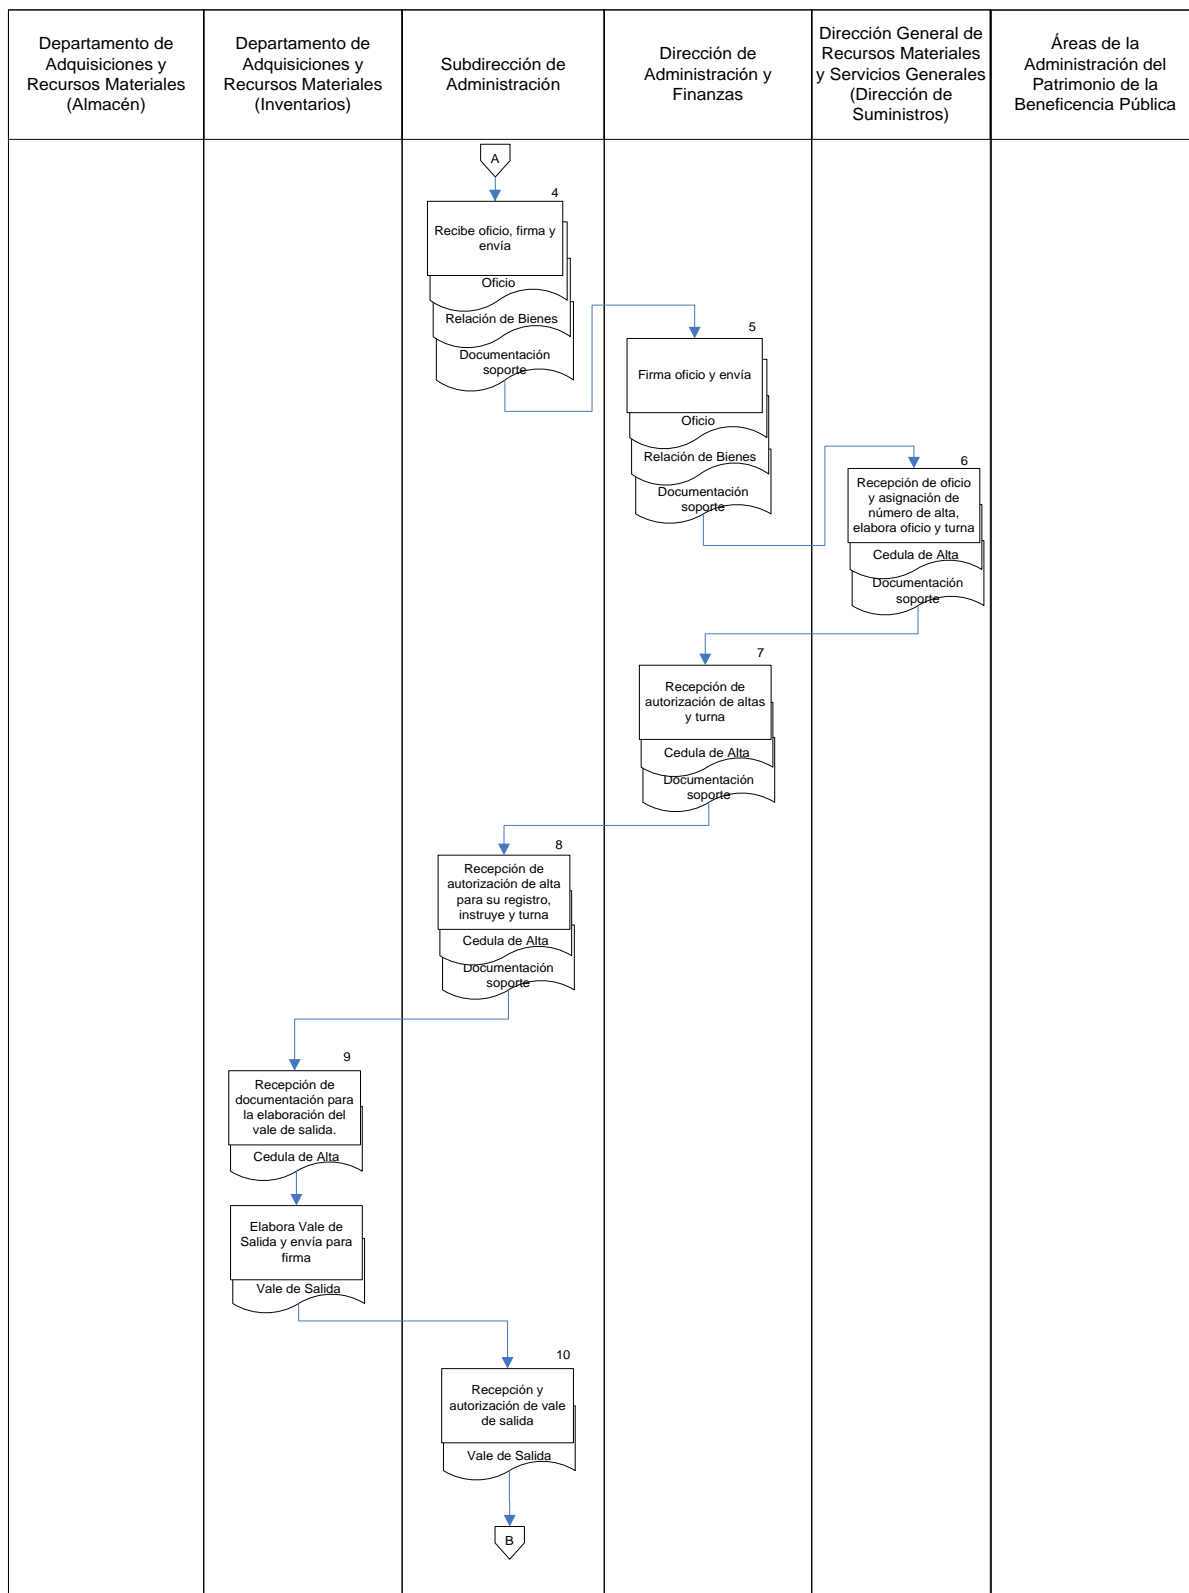 Departamento de
Adquisiciones y
Recursos Materiales
(Almacén)
Departamento de
Adquisiciones y
Recursos Materiales
(Inventarios)
Subdirección de
Administración
Dirección de
Administración y
Finanzas
Dirección General de
Recursos Materiales
y Servicios Generales
(Dirección de
Suministros)
Áreas de la
Administración del
Patrimonio de la
Beneficencia Pública
A
4
Recibe oficio, firma y
envía
Oficio
Relación de Bienes
Documentación
soporte
5
Firma oficio y envía
Oficio
Relación de Bienes
Documentación
soporte
6
Recepción de oficio
y asignación de
número de alta,
elabora oficio y turna
Cedula de Alta
Documentación
soporte
7
Recepción de
autorización de altas
y turna
Cedula de Alta
Documentación
soporte
8
Recepción de
autorización de alta
para su registro,
instruye y turna
Cedula de Alta
Documentación
soporte
9
Recepción de
documentación para
la elaboración del
vale de salida.
Cedula de Alta
Elabora Vale de
Salida y envía para
firma
Vale de Salida
10
Recepción y
autorización de vale
de salida
Vale de Salida
B